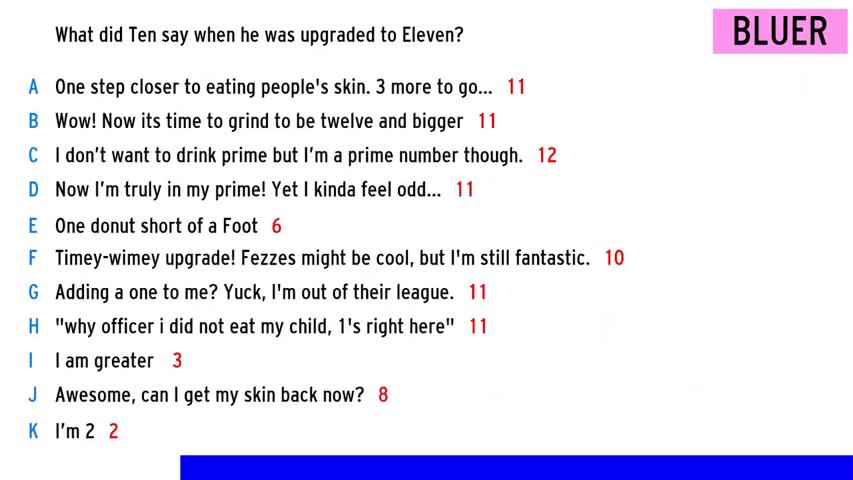 What did Ten say when he was upgraded to Eleven?
BLUER
A One step closer to eating people's skin. 3 more to go... 11
B Wow! Now its time to grind to be twelve and bigger 11
C I don't want to drink prime but I'm a prime number though. 12
D Now I'm truly in my prime! Yet I kinda feel odd... 11
E One donut short of a Foot 6
F Timey-wimey upgrade! Fezzes might be cool, but I'm still fantastic. 10
G Adding a one to me? Yuck, I'm out of their league. 11
H "why officer i did not eat my child, 1's right here" 11
I I am greater 3
J Awesome, can I get my skin back now? 8
K I'm 2 2